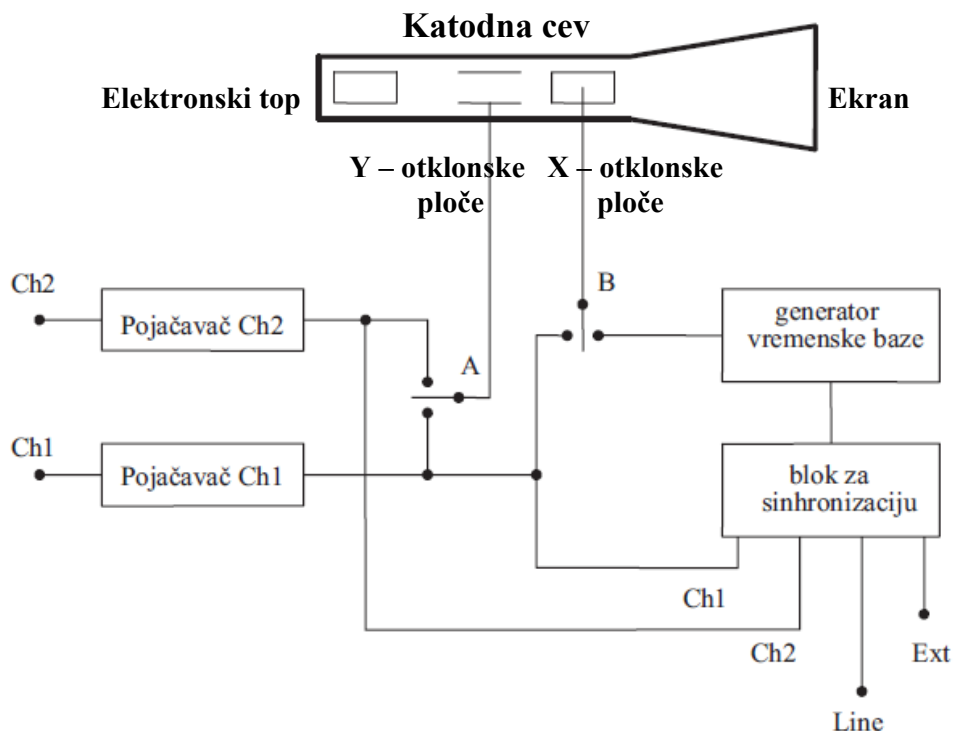 Katodna cev
Elektronski top
Ekran
Y – otklonske
ploče
X – otklonske
ploče
Ch2
Pojačavač Ch2
A
B
generator
vremenske baze
Ch1
Pojačavač Ch1
blok za
sinhronizaciju
Ch1
Ch2
Ext
Line